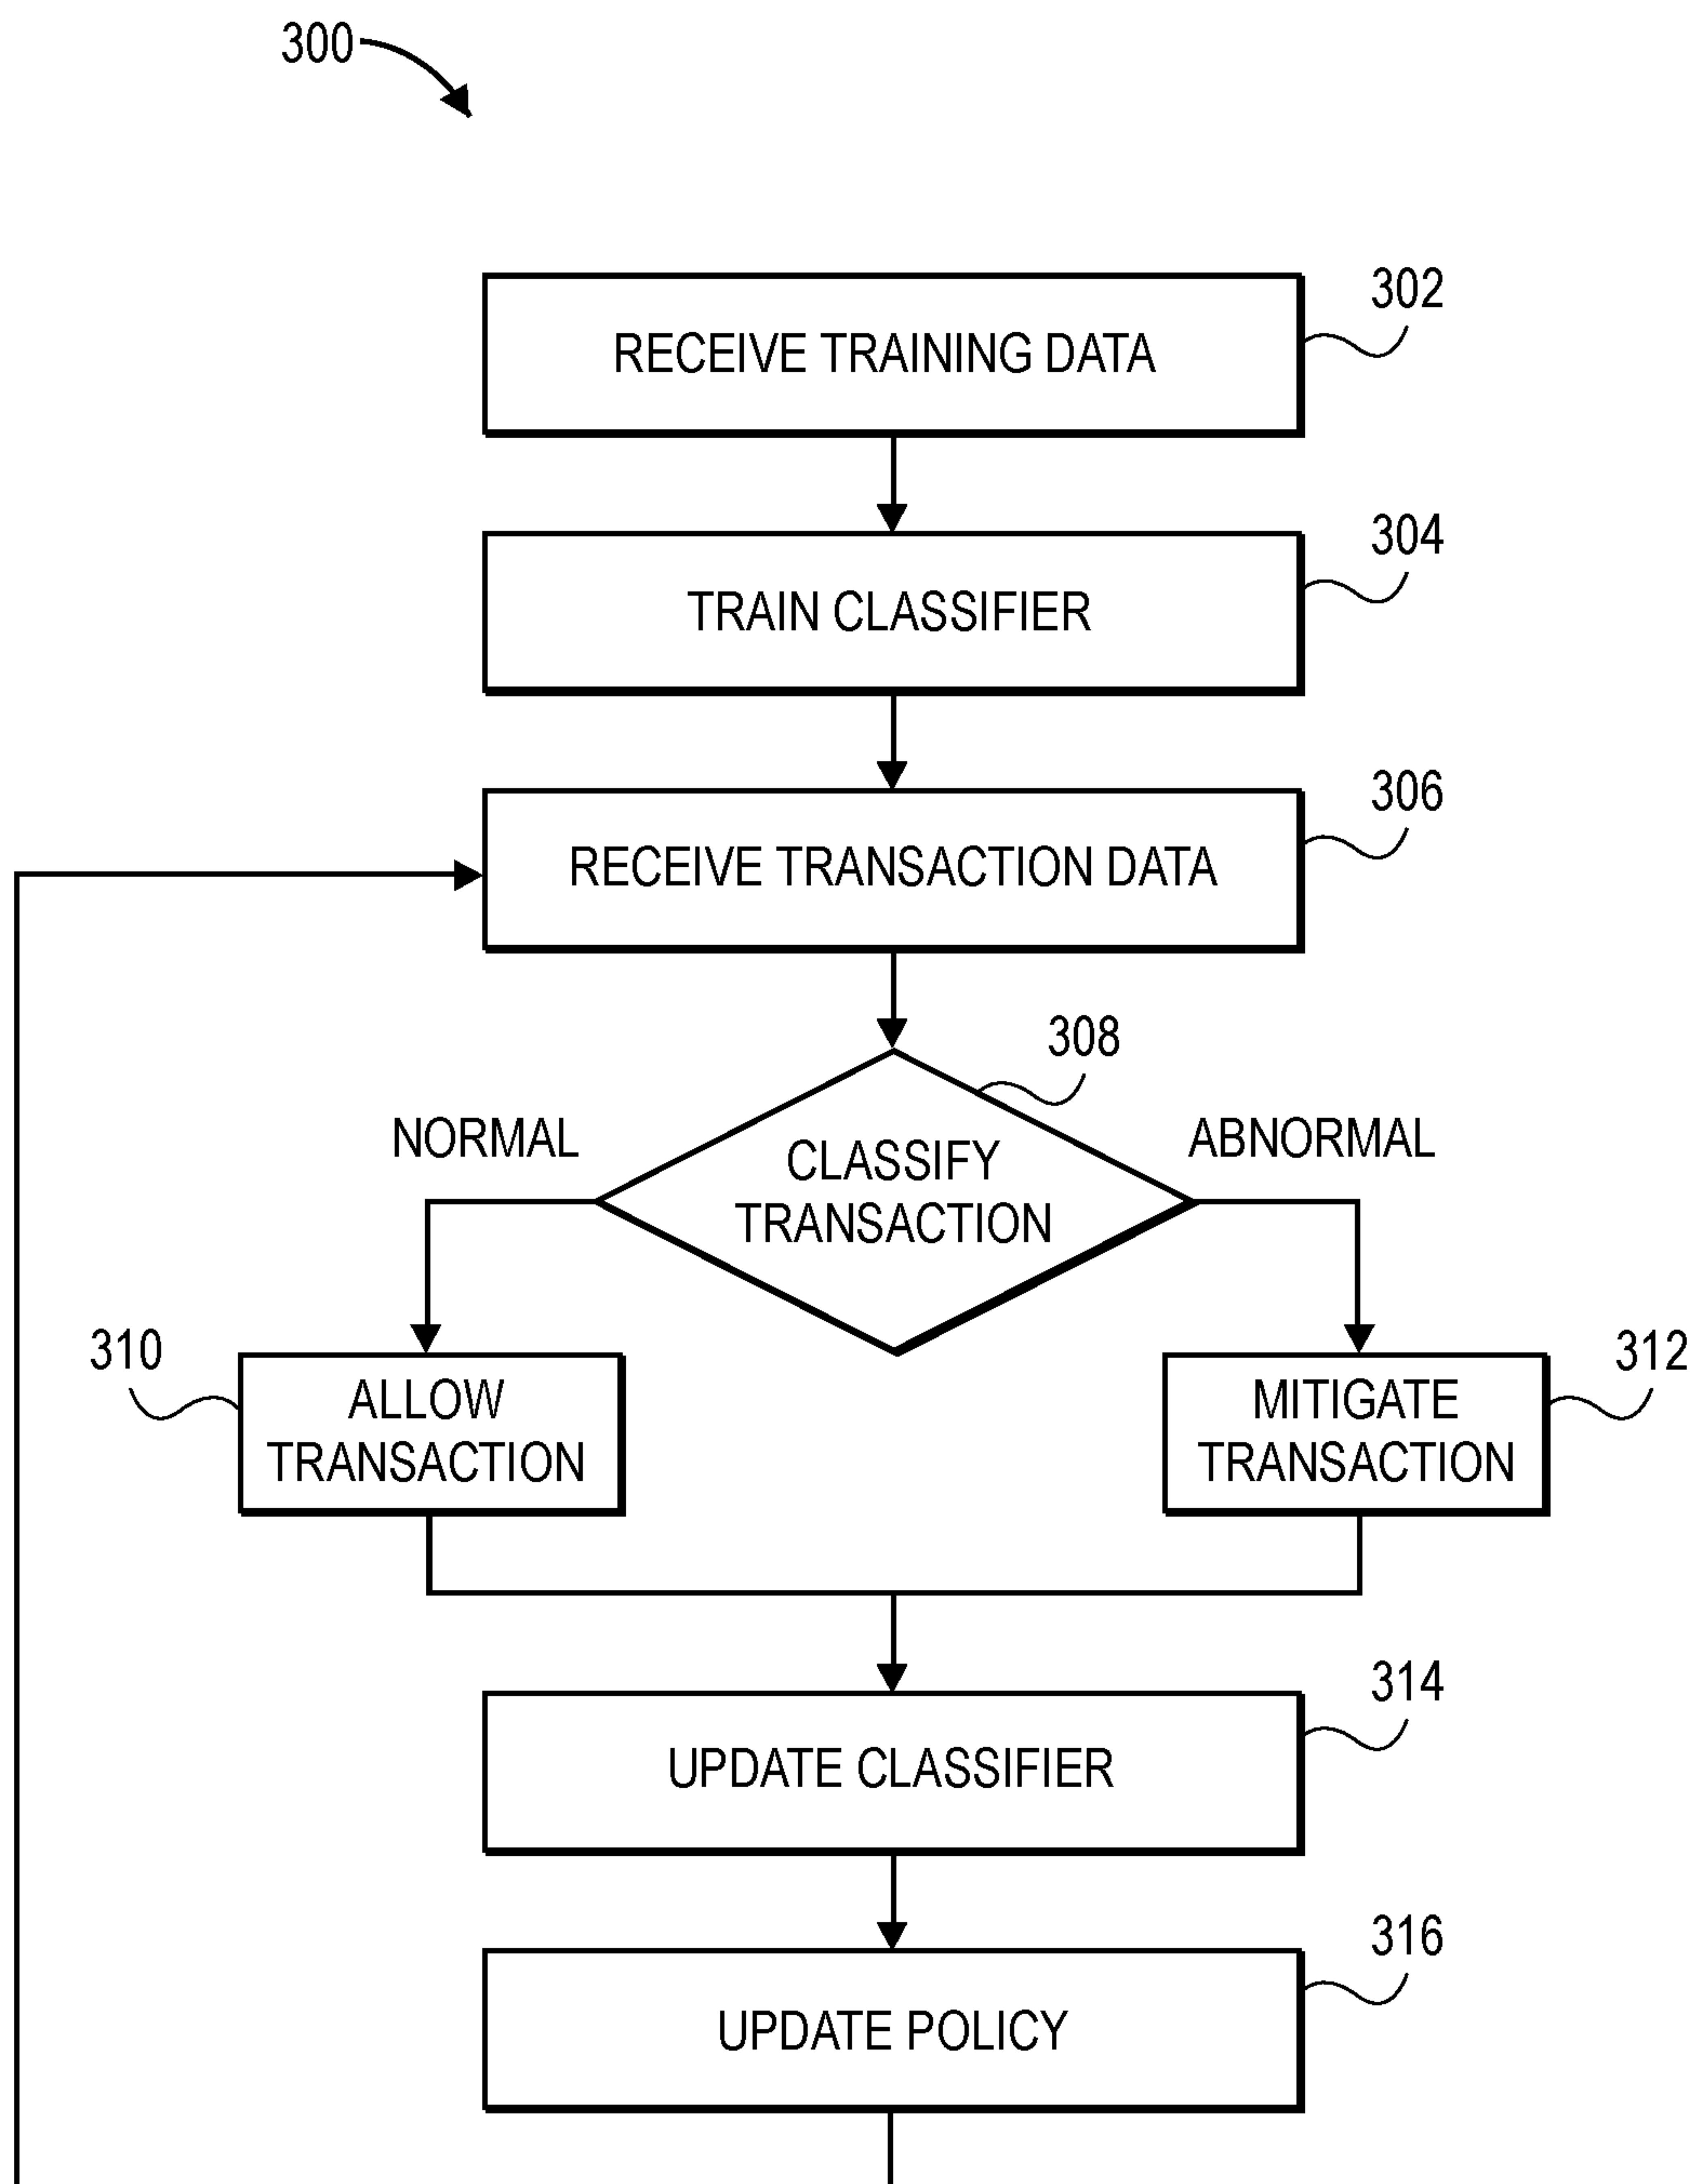 300
302
RECEIVE TRAINING DATA
304
TRAIN CLASSIFIER
306
RECEIVE TRANSACTION DATA
308
NORMAL
ABNORMAL
CLASSIFY
TRANSACTION
310
ALLOW
TRANSACTION
312
MITIGATE
TRANSACTION
314
UPDATE CLASSIFIER
316
UPDATE POLICY